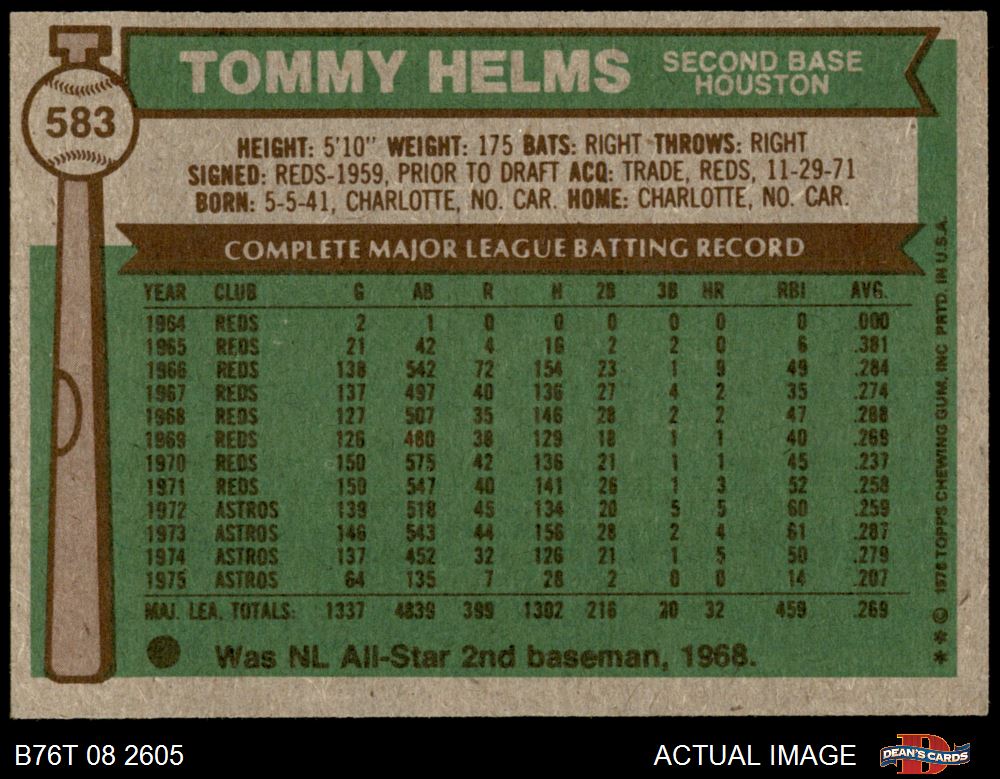 T
583
TOMMY HELMS
SECOND BASE
HOUSTON
HEIGHT: 5'10" WEIGHT: 175 BATS: RIGHT THROWS: RIGHT
SIGNED: REDS-1959, PRIOR TO DRAFT ACQ: TRADE, REDS, 11-29-71
BORN: 5-5-41, CHARLOTTE, NO. CAR. HOME: CHARLOTTE, NO. CAR.
COMPLETE MAJOR LEAGUE BATTING RECORD
YEAR CLUB G AB R H 2B 3B HR RBI AVG.
1964 REDS 2 1 0 0 0 0 0 0 .000
1965 REDS 21 42 4 16 2 2 0 6 .381
1966 REDS 138 542 72 154 23 1 9 49 .284
1967 REDS 137 497 40 136 27 4 2 35 .274
1968 REDS 127 507 35 146 28 2 2 47 .288
1969 REDS 126 480 38 129 18 1 1 40 .269
1970 REDS 150 575 42 136 21 1 1 45 .237
1971 REDS 150 547 40 141 26 1 3 52 .258
1972 ASTROS 139 518 45 134 20 5 5 60 .259
1973 ASTROS 146 543 44 156 28 2 4 61 .287
1974 ASTROS 137 452 32 126 21 1 5 50 .279
1975 ASTROS 64 135 7 28 2 0 0 14 .207
MAJ. LEA. TOTALS: 1337 4839 399 1302 216 20 32 459 .269
Was NL All-Star 2nd baseman, 1968.
* * © 1976 TOPPS CHEWING GUM, INC PRTD. IN U.S.A.
B76T 08 2605
ACTUAL IMAGE
D
DEAN'S CARDS